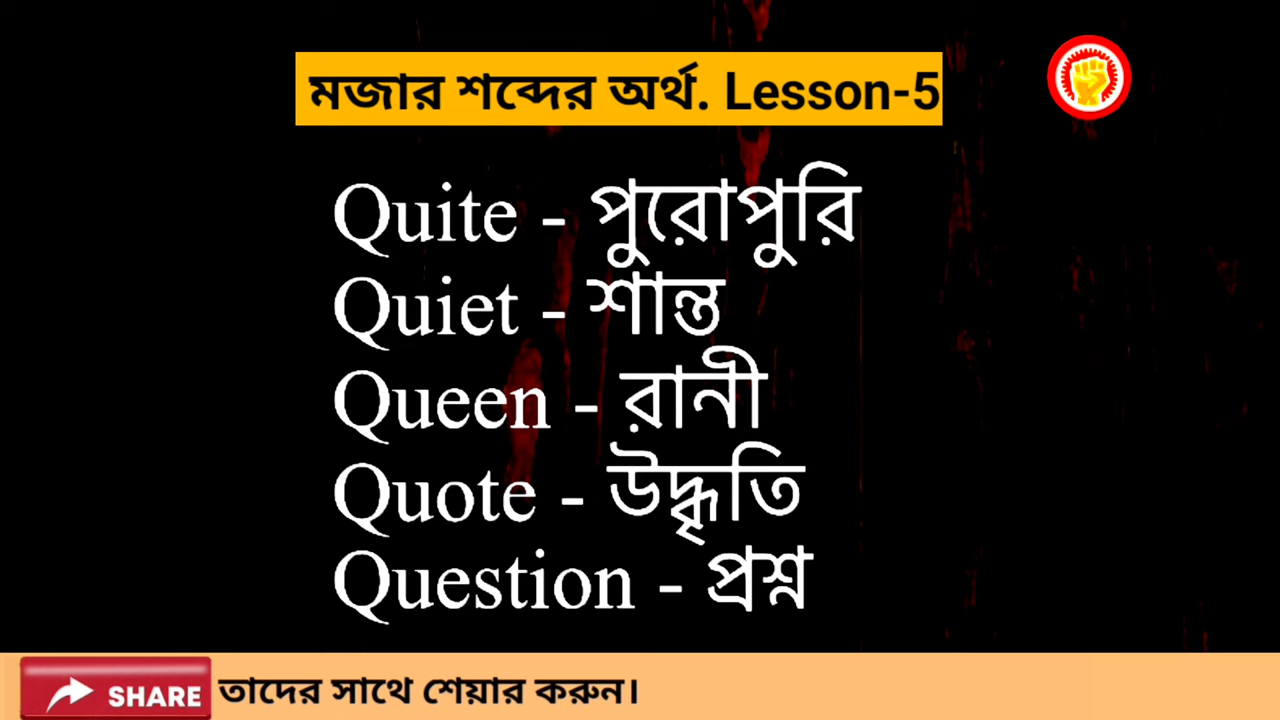 মজার শব্দের অর্থ. Lesson-5
Quite - পুরোপুরি
Quiet - শান্ত
Queen - রানী
Quote - উদ্ধৃতি
Question - প্রশ্ন
SHARE তাদের সাথে শেয়ার করুন।